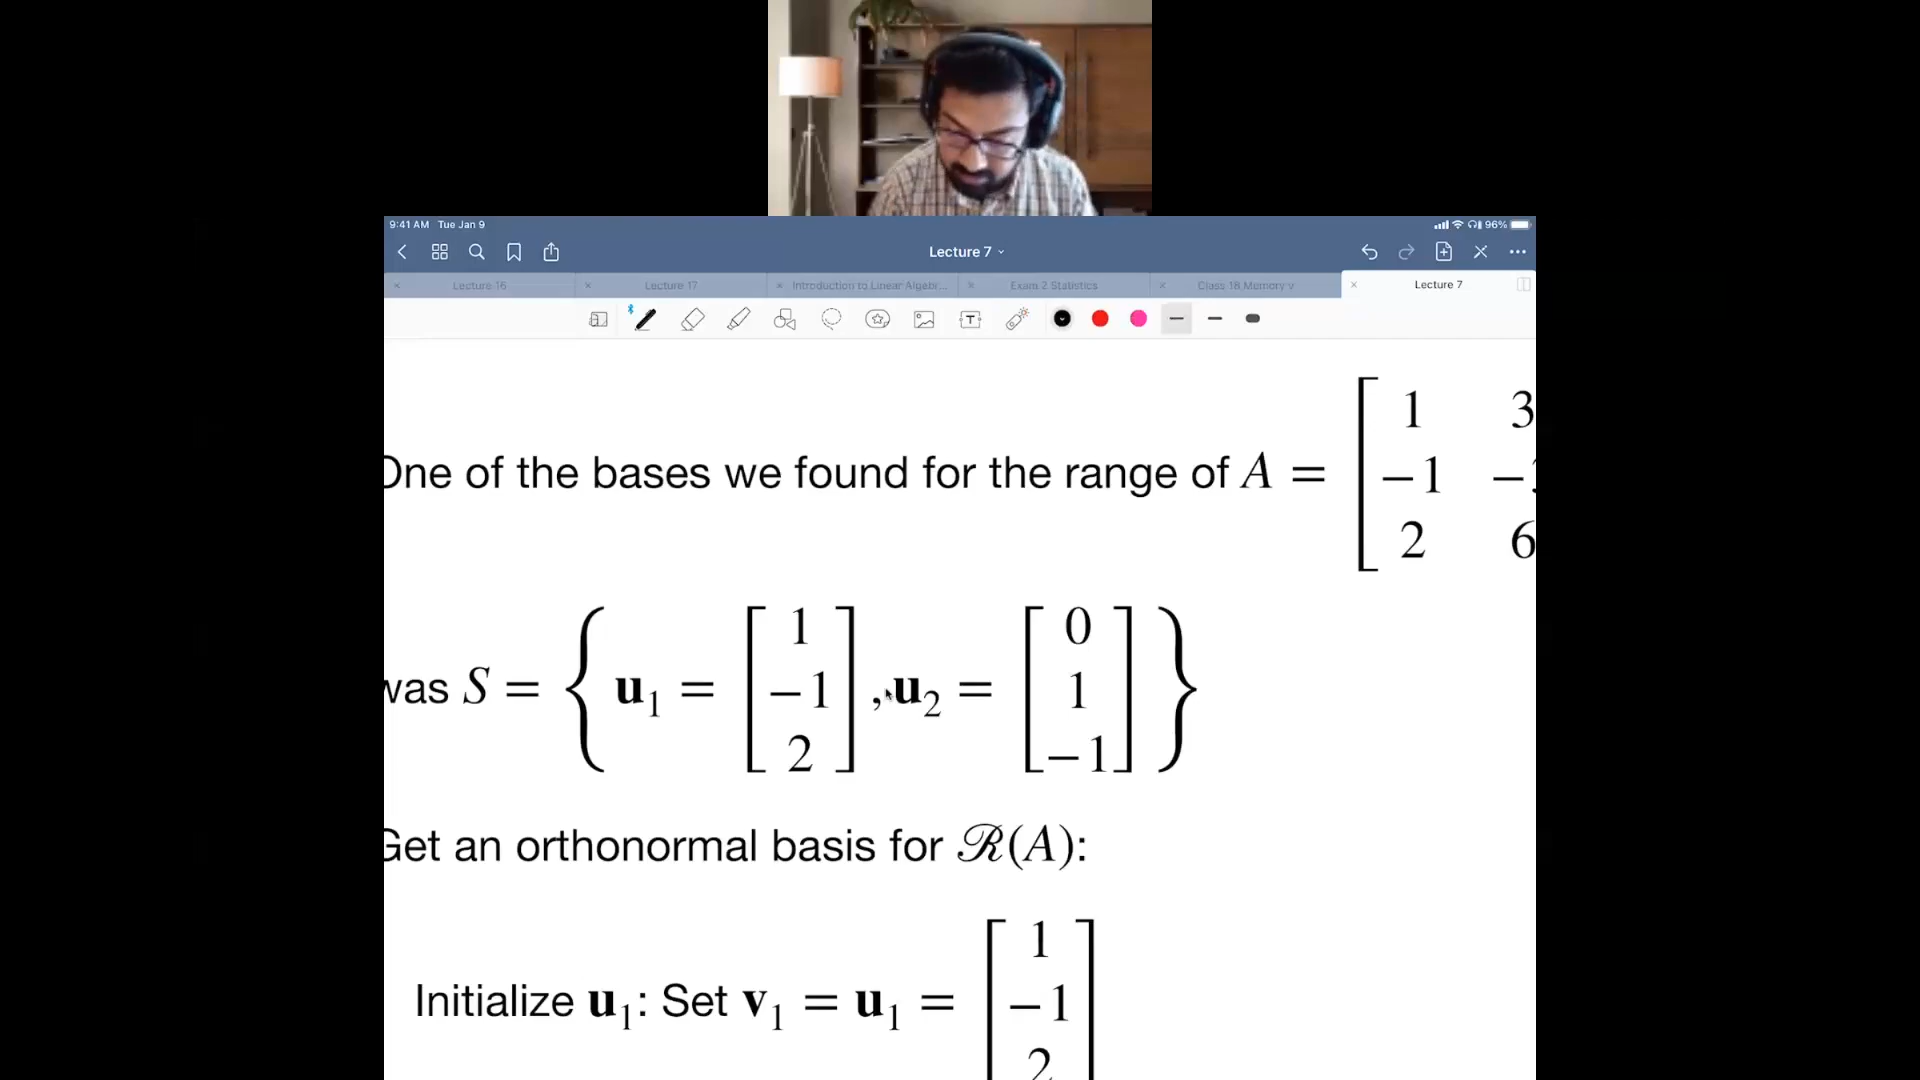 9:41 AM Tue Jan 9
96%
Lecture 7
Lecture 16
Lecture 17
Introduction to Linear Algebr...
Exam 2 Statistics
Class 18 Memory v
Lecture 7
One of the bases we found for the range of A = [ 1 3
−1
2 6
was S = { u₁ = [ 1 −1 2 ] , u₂ = [ 0 1 −1 ] }
Get an orthonormal basis for ℛ(A):
Initialize u₁: Set v₁ = u₁ = [ 1 −1 2 ]